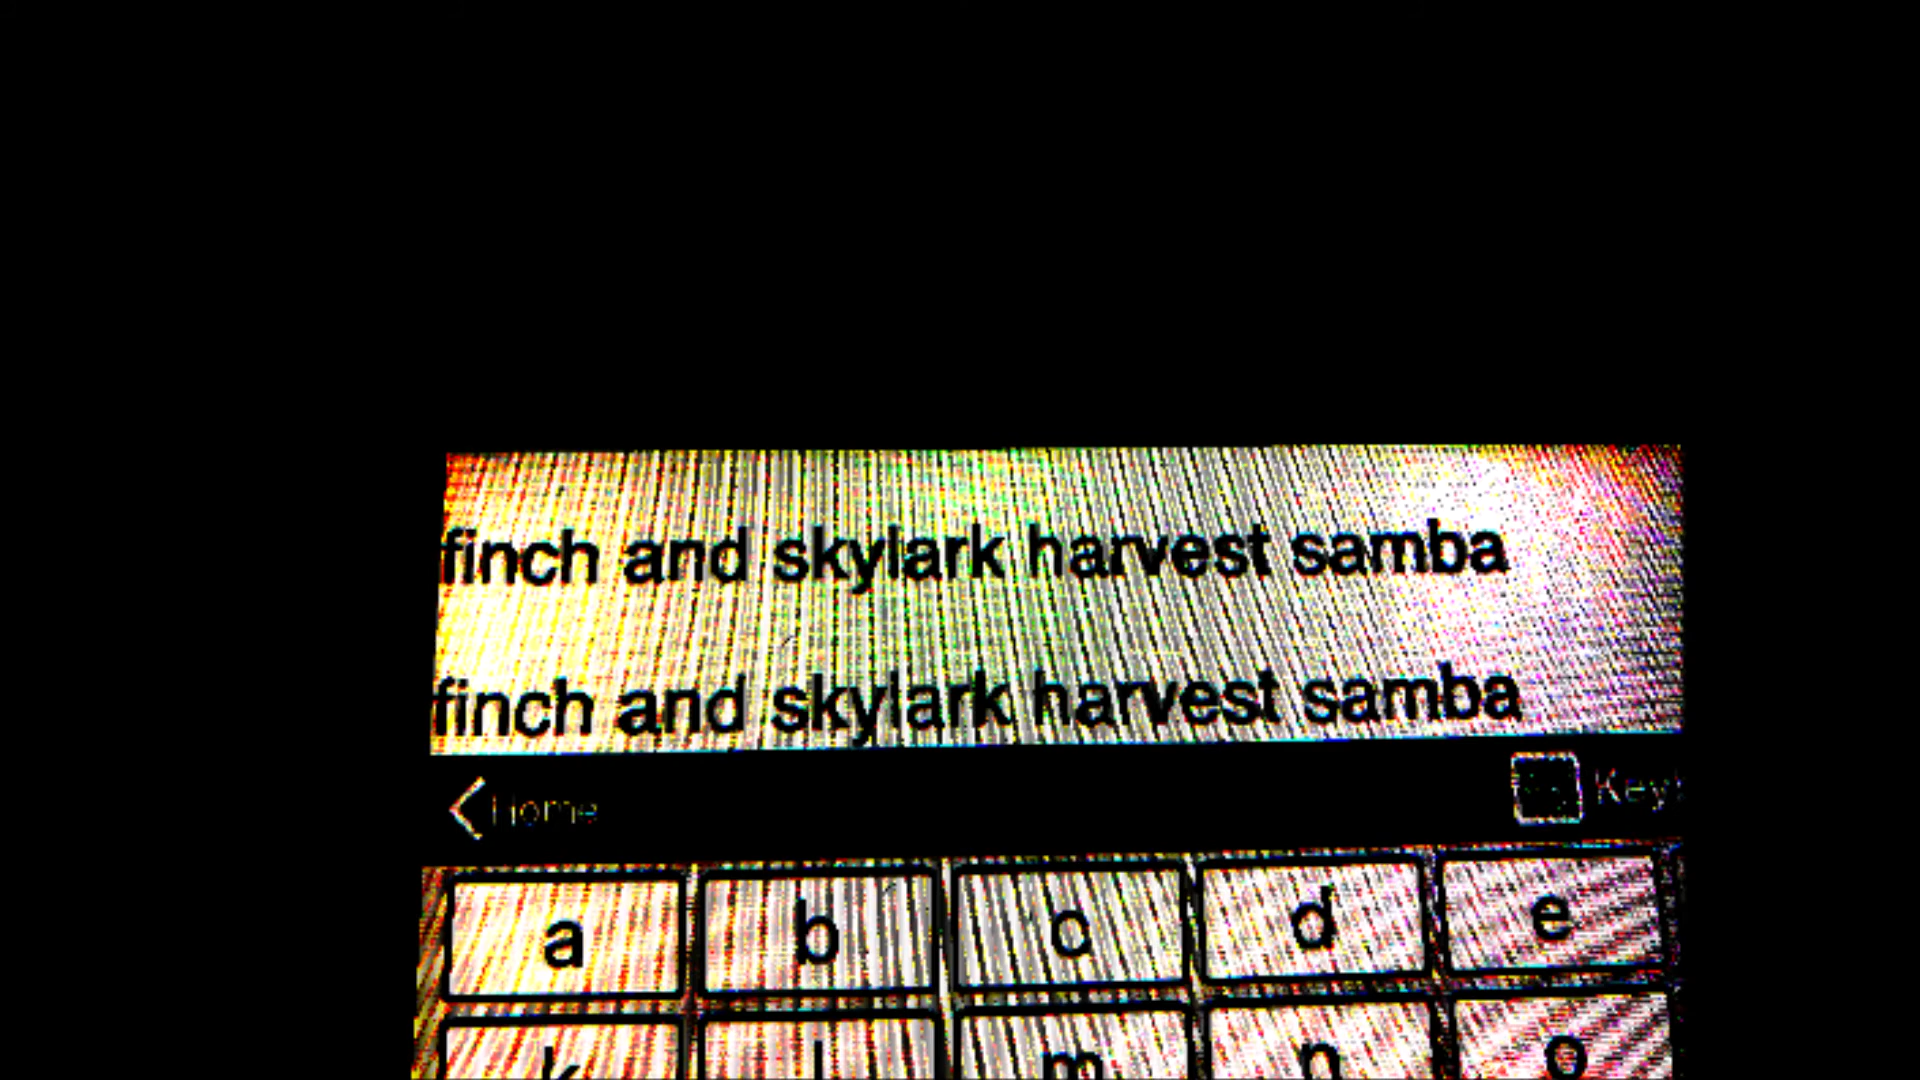 finch and skylark harvest samba
finch and skylark harvest samba
Home
a b c d e
m n o